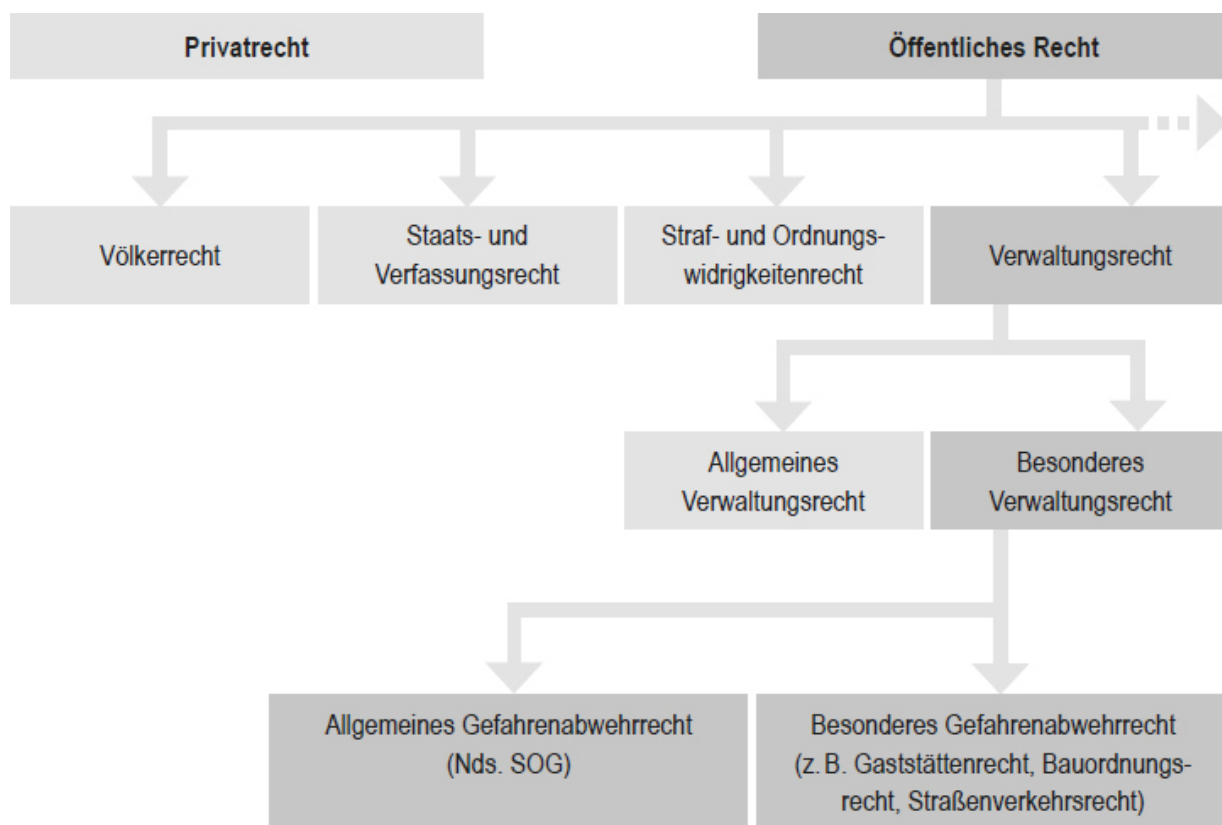 Privatrecht
Öffentliches Recht
Völkerrecht
Staats- und
Verfassungsrecht
Straf- und Ordnungs-
widrigkeitenrecht
Verwaltungsrecht
Allgemeines
Verwaltungsrecht
Besonderes
Verwaltungsrecht
Allgemeines Gefahrenabwehrrecht
(Nds. SOG)
Besonderes Gefahrenabwehrrecht
(z. B. Gaststättenrecht, Bauordnungs-
recht, Straßenverkehrsrecht)